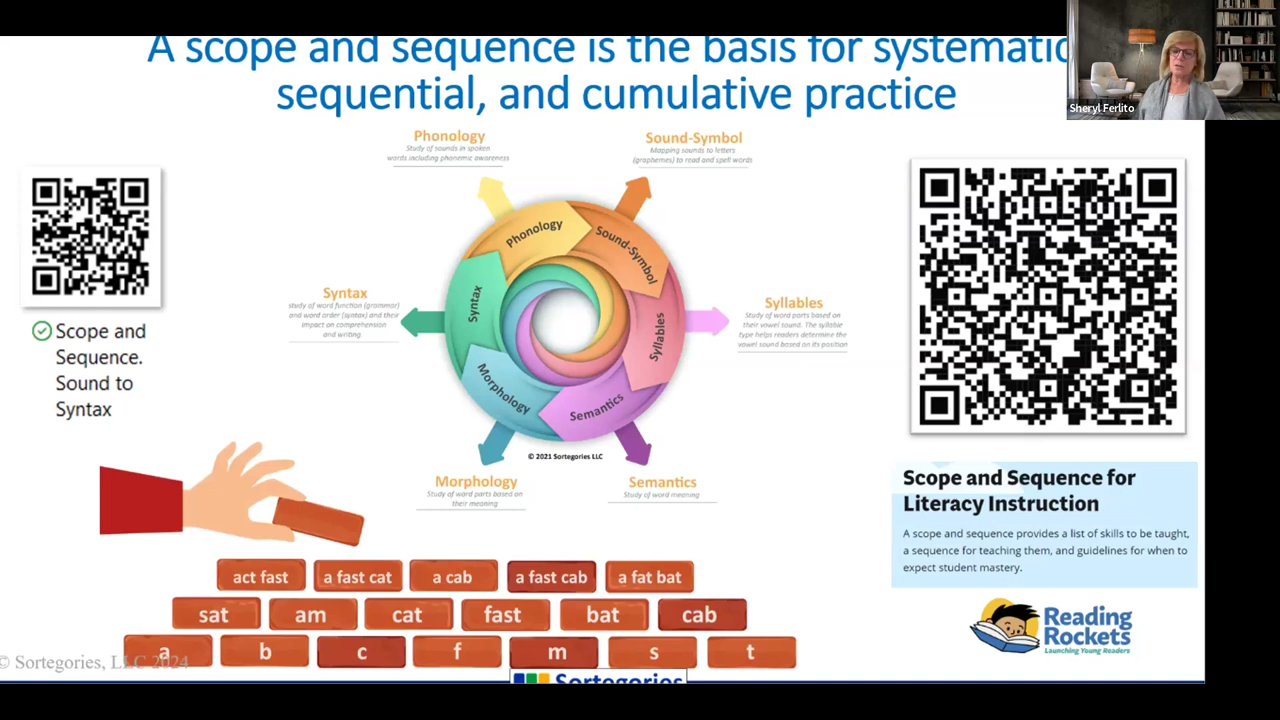 A scope and sequence is the basis for systematic
sequential, and cumulative practice
Sheryl Ferlito
Phonology
Study of sounds in spoken
words including phonemic awareness
Sound-Symbol
Mapping sounds to letters
(graphemes) to read and spell words
Phonology
Sound-Symbol
Syllables
Semantics
Morphology
Syntax
Syntax
study of word function (grammar)
and word order (syntax) and their
impact on comprehension
and writing.
Syllables
Study of word parts based on
their vowel sound. The syllable
type helps readers determine the
vowel sound based on its position
Scope and
Sequence.
Sound to
Syntax
© 2021 Sortegories LLC
Morphology
Study of word parts based on
their meaning
Semantics
Study of word meaning
Scope and Sequence for
Literacy Instruction
A scope and sequence provides a list of skills to be taught,
a sequence for teaching them, and guidelines for when to
expect student mastery.
act fast
a fast cat
a cab
a fast cab
a fat bat
sat
am
cat
fast
bat
cab
a
b
c
f
m
s
t
© Sortegories, LLC 2024
Reading
Rockets
Launching Young Readers
Sortegories